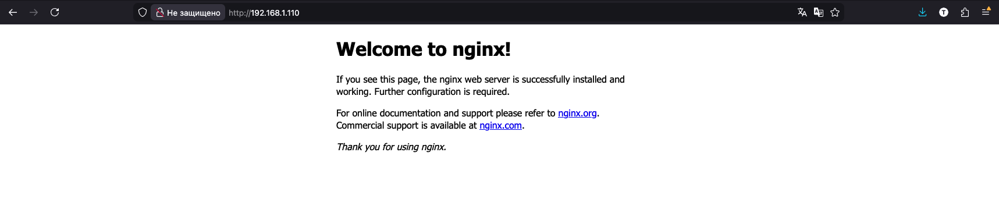 Не защищено http://192.168.1.110
T
Welcome to nginx!
If you see this page, the nginx web server is successfully installed and
working. Further configuration is required.
For online documentation and support please refer to nginx.org.
Commercial support is available at nginx.com.
Thank you for using nginx.